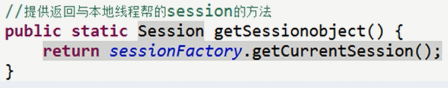 //提供返回与本地线程帮的session的方法
public static Session getSessionobject() {
return sessionFactory.getCurrentSession();
}